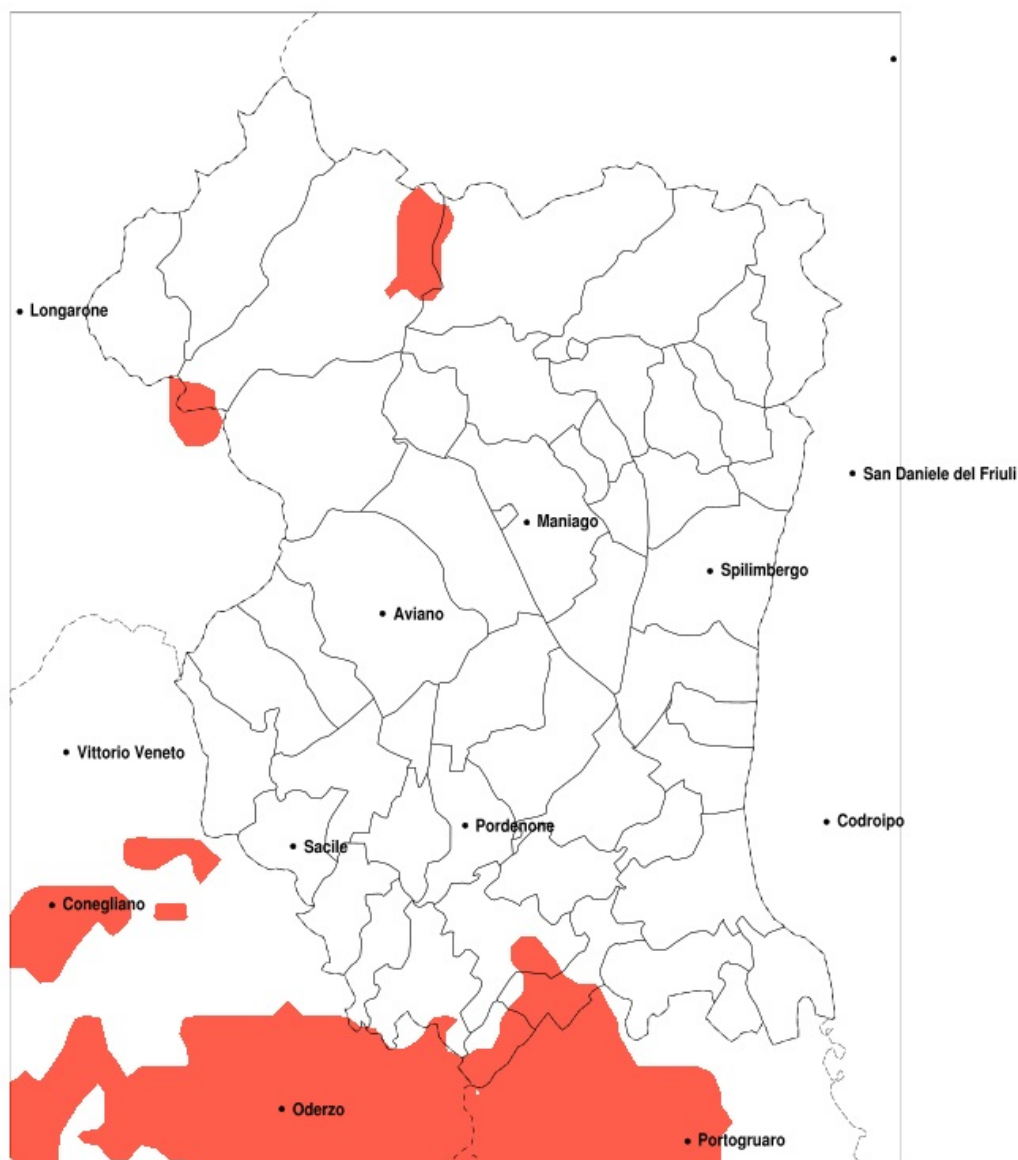 Longarone
San Daniele del Friuli
Maniago
Spilimbergo
Aviano
Vittorio Veneto
Codroipo
Pordenone
Sacile
Conegliano
Oderzo
Portogruaro